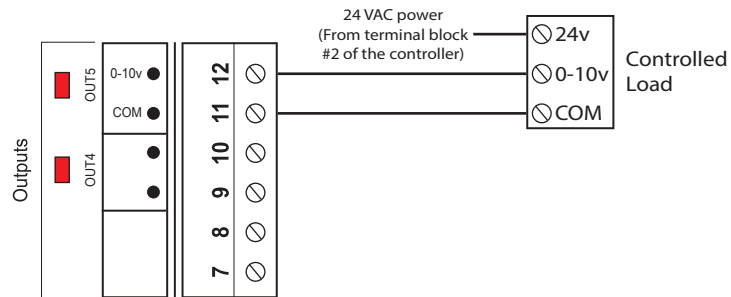 24 VAC power
(From terminal block
#2 of the controller)
24v
0-10v
COM
Controlled
Load
Outputs
OUT5
OUT4
0-10v
COM
12
11
10
9
8
7